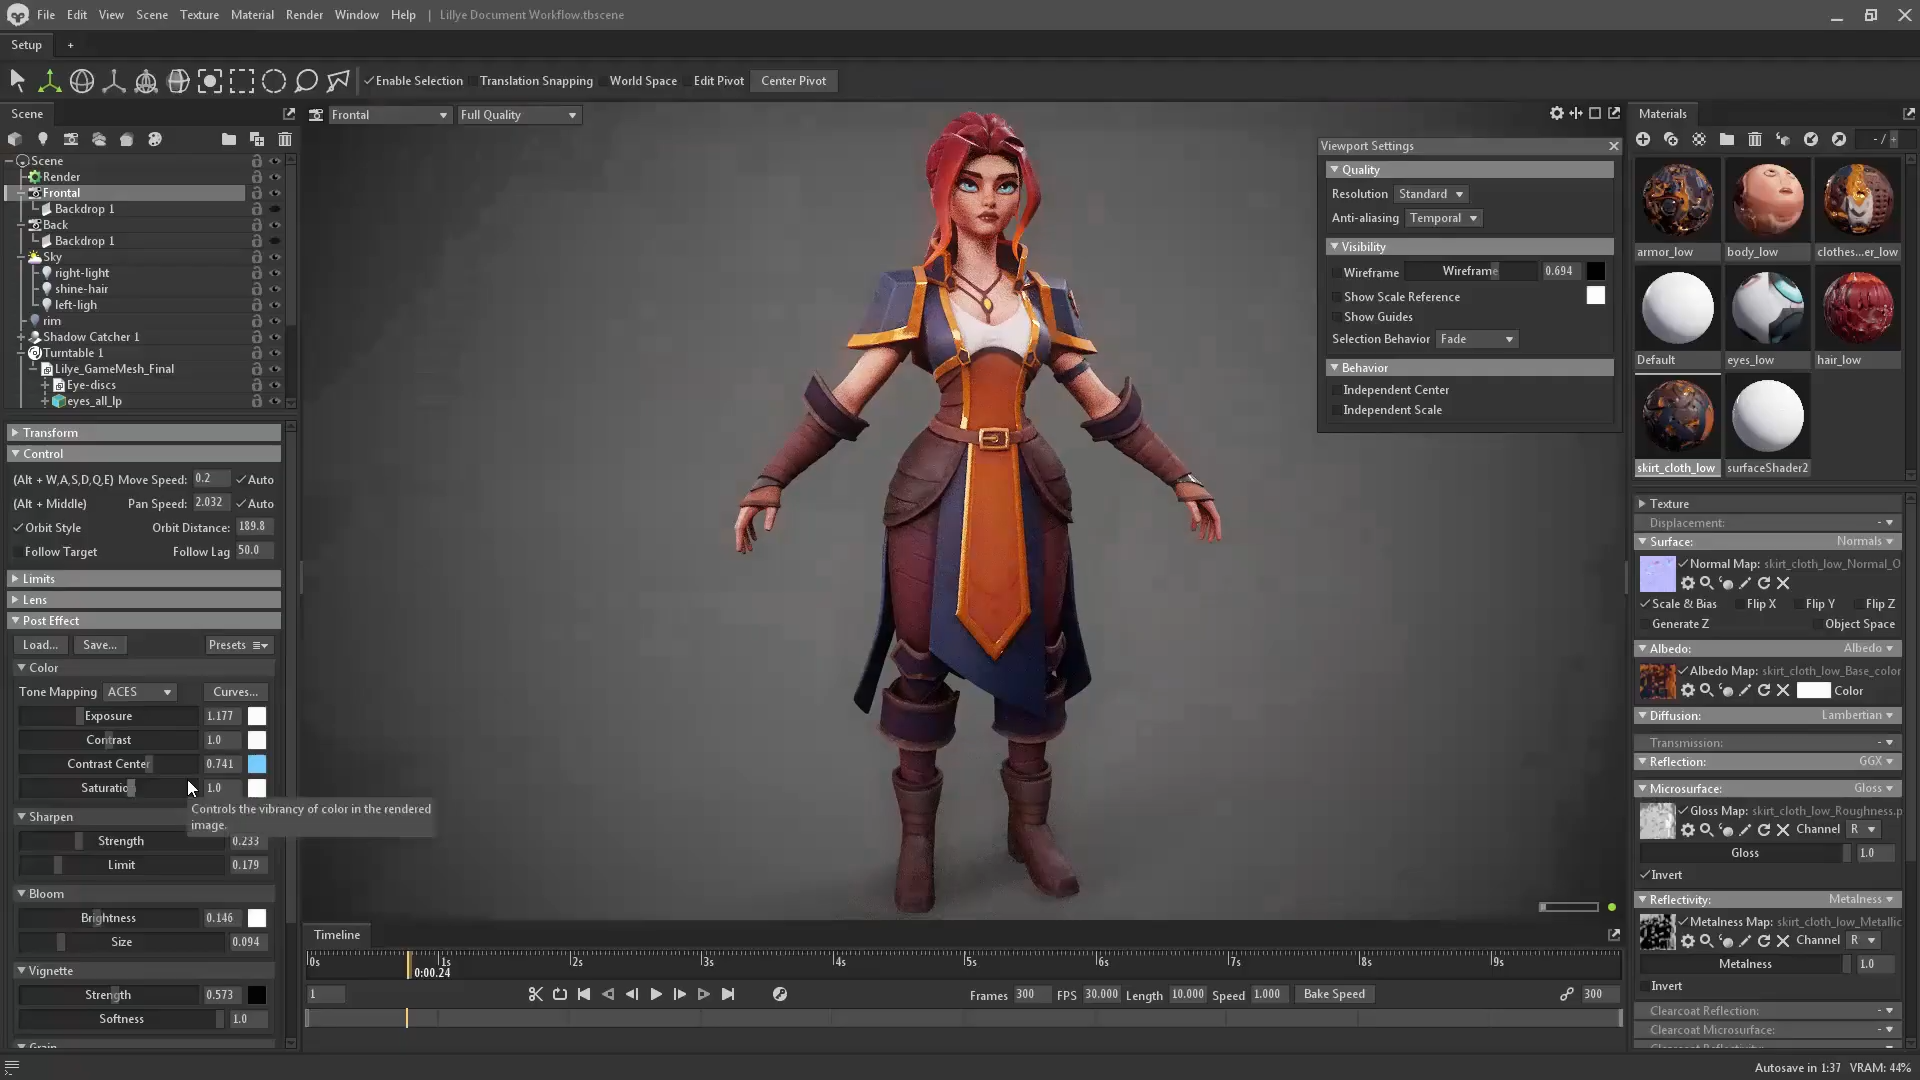 File Edit View Scene Texture Material Render Window Help | Lillye Document Workflow.tbscene
Setup +
Enable Selection Translation Snapping World Space Edit Pivot Center Pivot
Scene
Frontal Full Quality
Scene
Render
Frontal
Backdrop 1
Back
Backdrop 1
Sky
right-light
shine-hair
left-ligh
rim
Shadow Catcher 1
Turntable 1
Lilye_GameMesh_Final
Eye-discs
eyes_all_lp
Transform
Control
(Alt + W,A,S,D,Q,E) Move Speed: 0.2 Auto
(Alt + Middle) Pan Speed: 2.032 Auto
Orbit Style Orbit Distance: 189.8
Follow Target Follow Lag 50.0
Limits
Lens
Post Effect
Load... Save... Presets
Color
Tone Mapping ACES Curves...
Exposure 1.177
Contrast 1.0
Contrast Center 0.741
Saturation 1.0
Controls the vibrancy of color in the rendered
image.
Sharpen
Strength 0.233
Limit 0.179
Bloom
Brightness 0.146
Size 0.094
Vignette
Strength 0.573
Softness 1.0
Grain
Viewport Settings
Quality
Resolution Standard
Anti-aliasing Temporal
Visibility
Wireframe Wireframe 0.694
Show Scale Reference
Show Guides
Selection Behavior Fade
Behavior
Independent Center
Independent Scale
Timeline
0s 1s 2s 3s 4s 5s 6s 7s 8s 9s
0:00.24
1 Frames 300 FPS 30.000 Length 10.000 Speed 1.000 Bake Speed 300
Materials
- / +
armor_low body_low clothes...er_low
Default eyes_low hair_low
skirt_cloth_low surfaceShader2
Texture
Displacement: -
Surface: Normals
Normal Map: skirt_cloth_low_Normal_O
Scale & Bias Flip X Flip Y Flip Z
Generate Z Object Space
Albedo: Albedo
Albedo Map: skirt_cloth_low_Base_color
Color
Diffusion: Lambertian
Transmission: -
Reflection: GGX
Microsurface: Gloss
Gloss Map: skirt_cloth_low_Roughness.p
Channel R
Gloss 1.0
Invert
Reflectivity: Metalness
Metalness Map: skirt_cloth_low_Metallic
Channel R
Metalness 1.0
Invert
Clearcoat Reflection: -
Clearcoat Microsurface: -
Clearcoat Reflectivity: -
Autosave in 1:37 VRAM: 44%